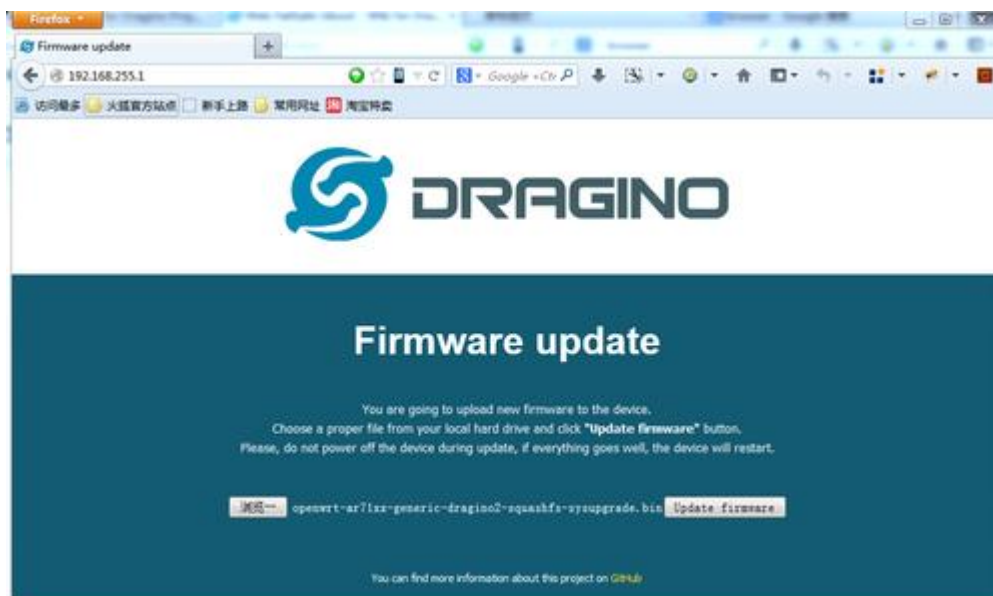 Firefox
Firmware update
192.168.255.1
Google <Ctr
访问最多 火狐官方站点 新手上路 常用网址 淘宝特卖
DRAGINO
Firmware update
You are going to upload new firmware to the device.
Choose a proper file from your local hard drive and click "Update firmware" button.
Please, do not power off the device during update, if everything goes well, the device will restart.
openwrt-ar71xx-generic-dragino2-squashfs-sysupgrade.bin Update firmware
You can find more information about this project on GitHub